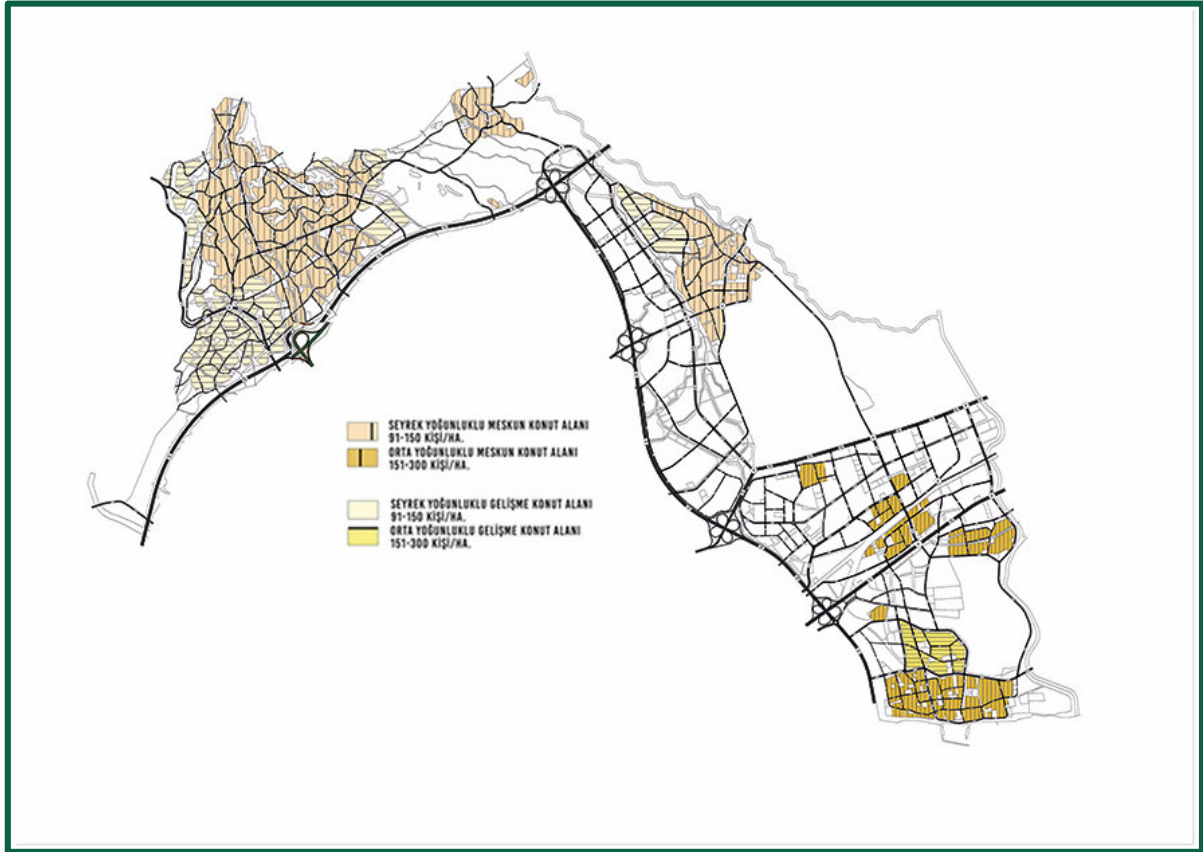 SEYREK YOĞUNLUKLU MESKUN KONUT ALANI
91-150 KİŞİ/HA.
ORTA YOĞUNLUKLU MESKUN KONUT ALANI
151-300 KİŞİ/HA.
SEYREK YOĞUNLUKLU GELİŞME KONUT ALANI
91-150 KİŞİ/HA.
ORTA YOĞUNLUKLU GELİŞME KONUT ALANI
151-300 KİŞİ/HA.